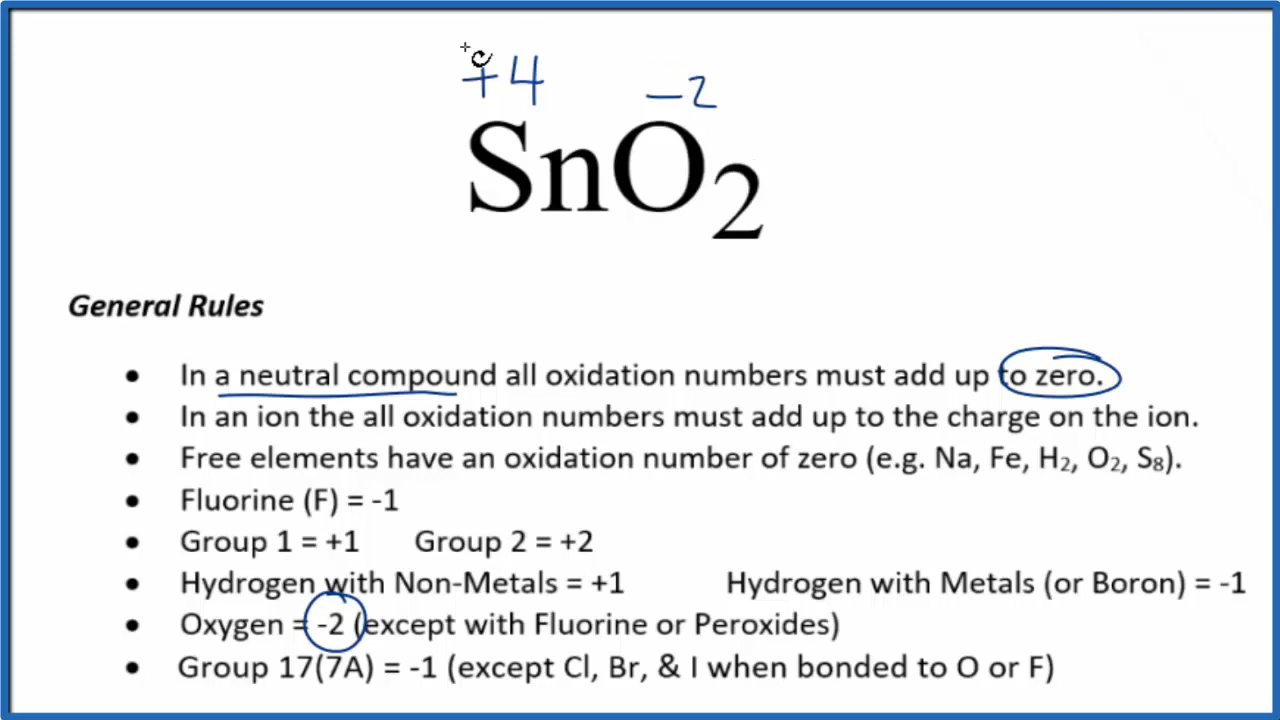 +4 −2
SnO₂
General Rules
• In a neutral compound all oxidation numbers must add up to zero.
• In an ion the all oxidation numbers must add up to the charge on the ion.
• Free elements have an oxidation number of zero (e.g. Na, Fe, H₂, O₂, S₈).
• Fluorine (F) = -1
• Group 1 = +1 Group 2 = +2
• Hydrogen with Non-Metals = +1 Hydrogen with Metals (or Boron) = -1
• Oxygen = -2 (except with Fluorine or Peroxides)
• Group 17(7A) = -1 (except Cl, Br, & I when bonded to O or F)